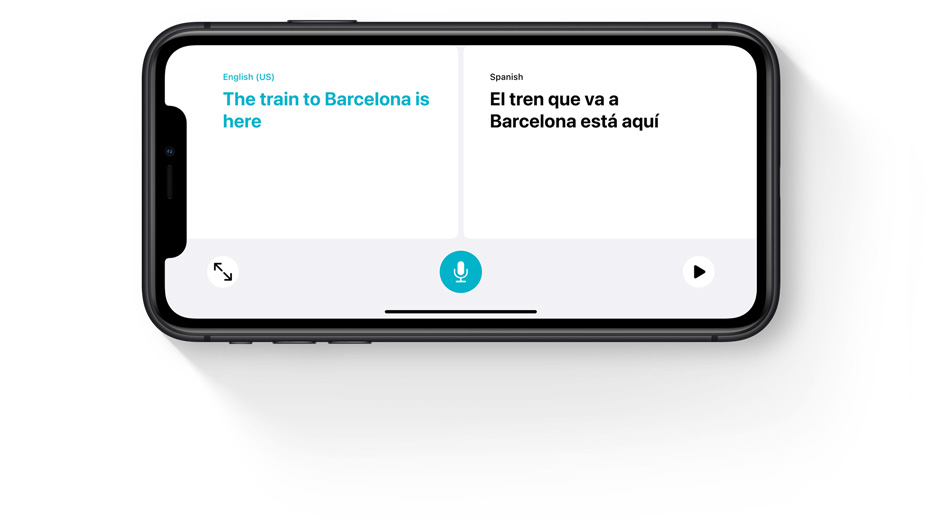 English (US)
The train to Barcelona is
here
Spanish
El tren que va a
Barcelona está aquí